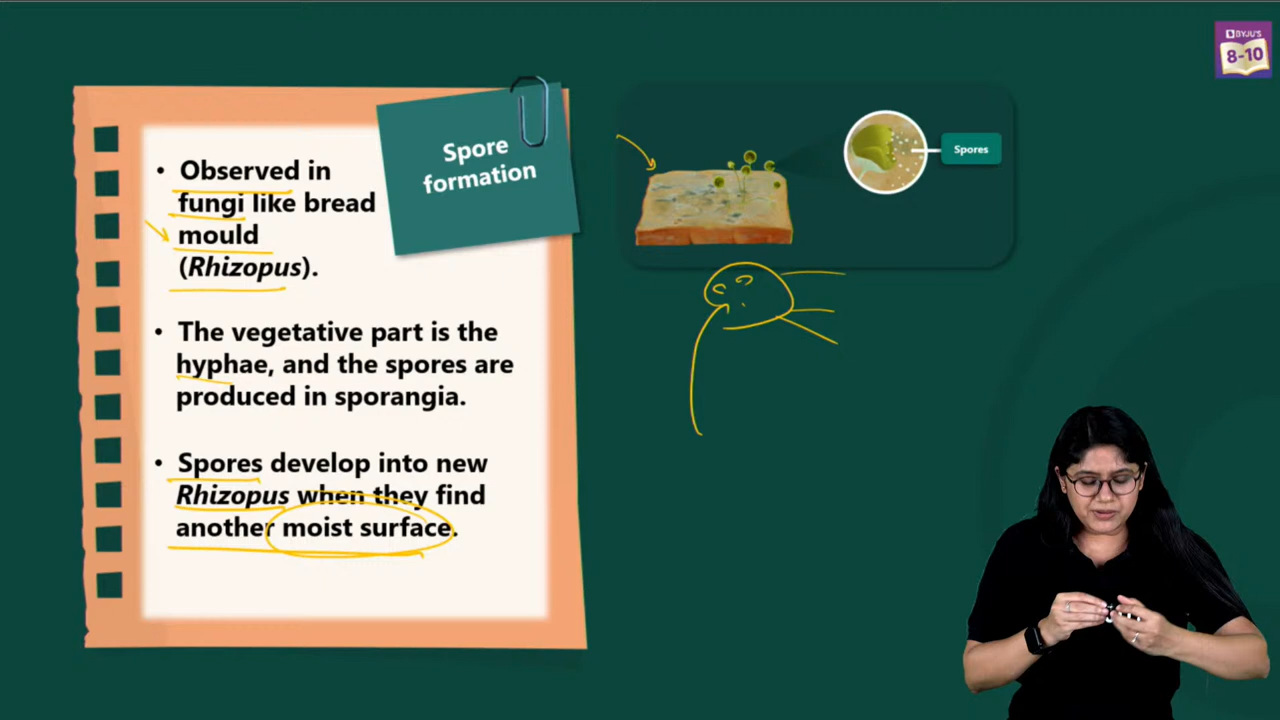 BYJU'S
8-10
Spore
formation
• Observed in
fungi like bread
mould
(Rhizopus).
• The vegetative part is the
hyphae, and the spores are
produced in sporangia.
• Spores develop into new
Rhizopus when they find
another moist surface.
Spores